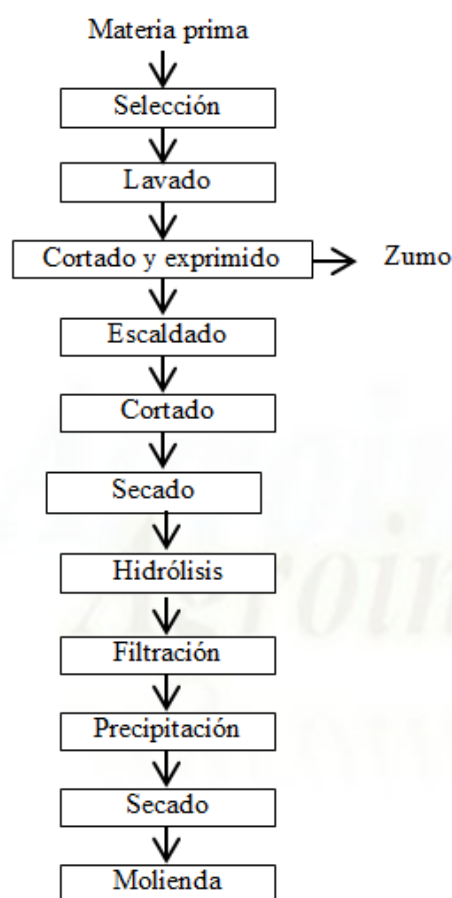 Materia prima
Selección
Lavado
Cortado y exprimido
Zumo
Escaldado
Cortado
Secado
Hidrólisis
Filtración
Precipitación
Secado
Molienda